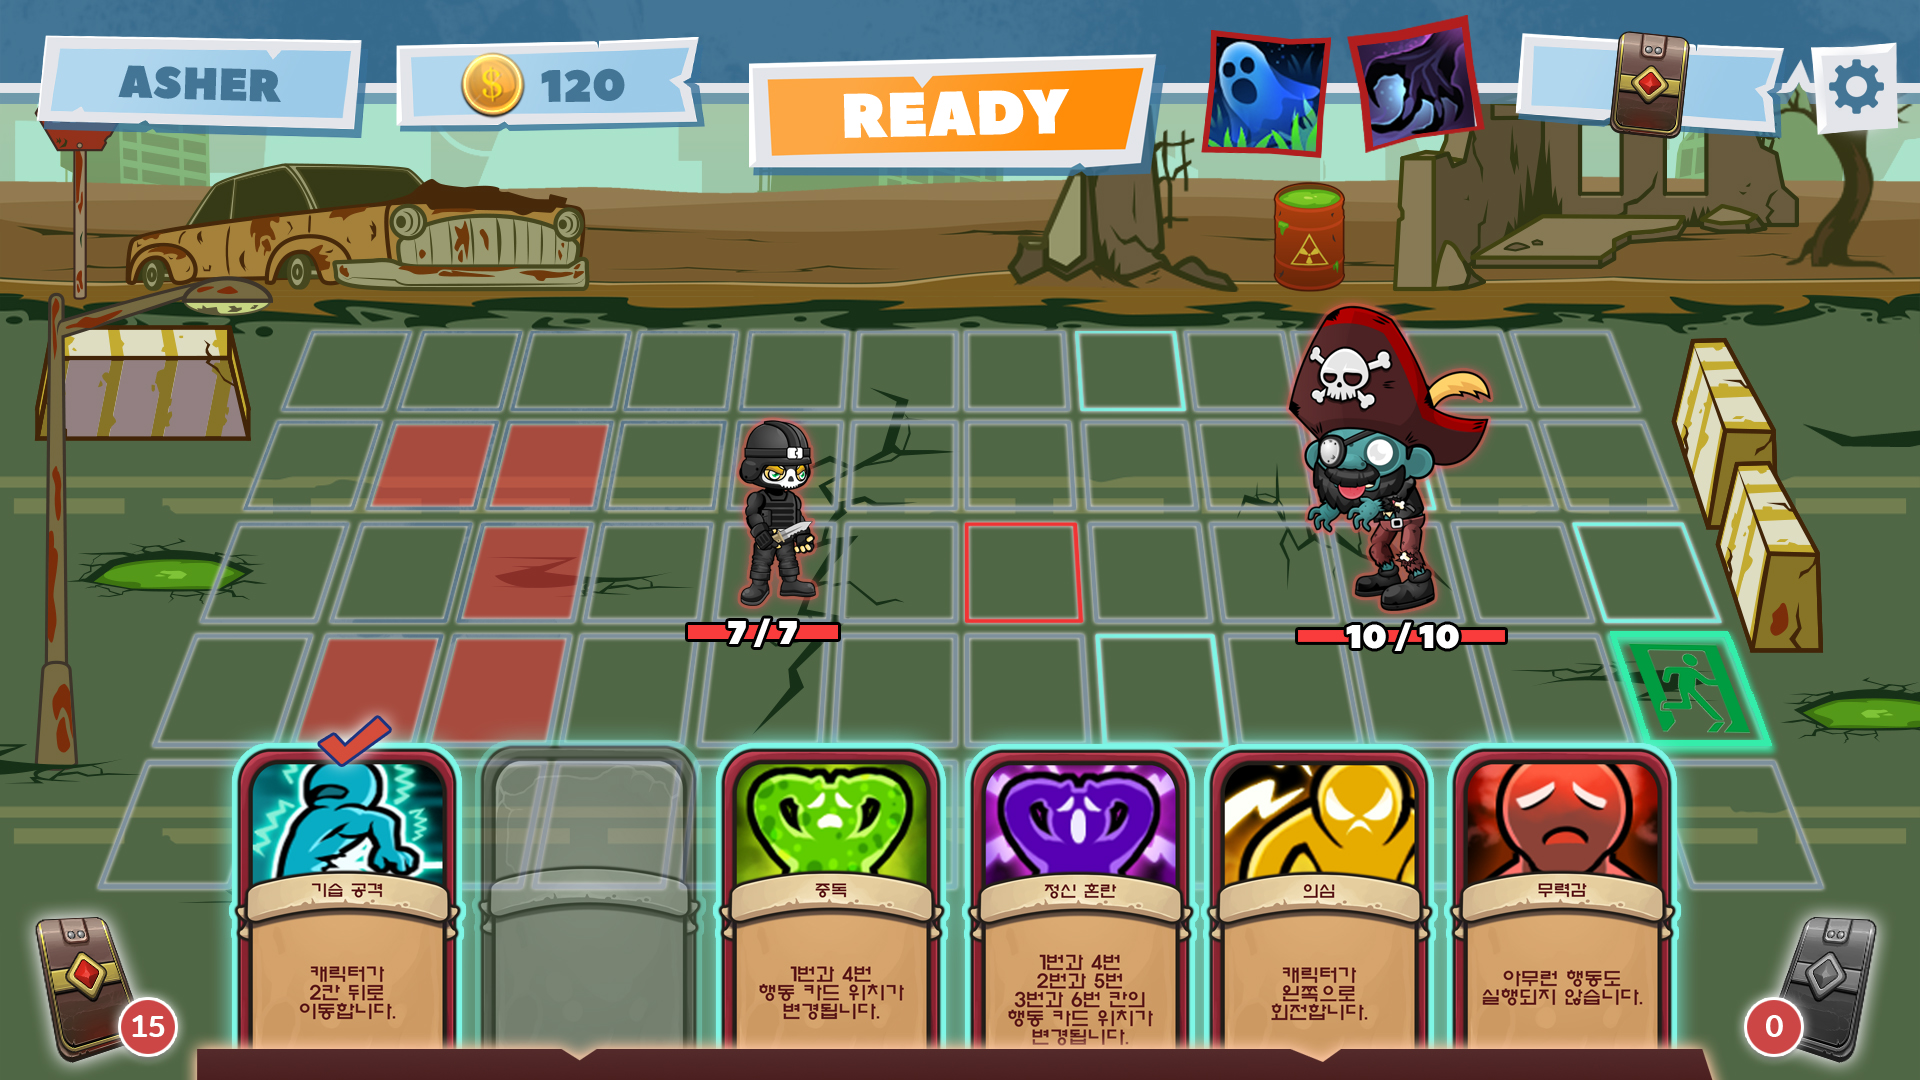 ASHER
120
READY
7/7
10/10
기습 공격
캐릭터가
2칸 뒤로
이동합니다.
중독
1번과 4번
행동 카드 위치가
변경됩니다.
정신 혼란
1번과 4번
2번과 5번
3번과 6번 칸의
행동 카드 위치가
변경됩니다.
의심
캐릭터가
왼쪽으로
회전합니다.
무력감
아무런 행동도
실행되지 않습니다.
15
0